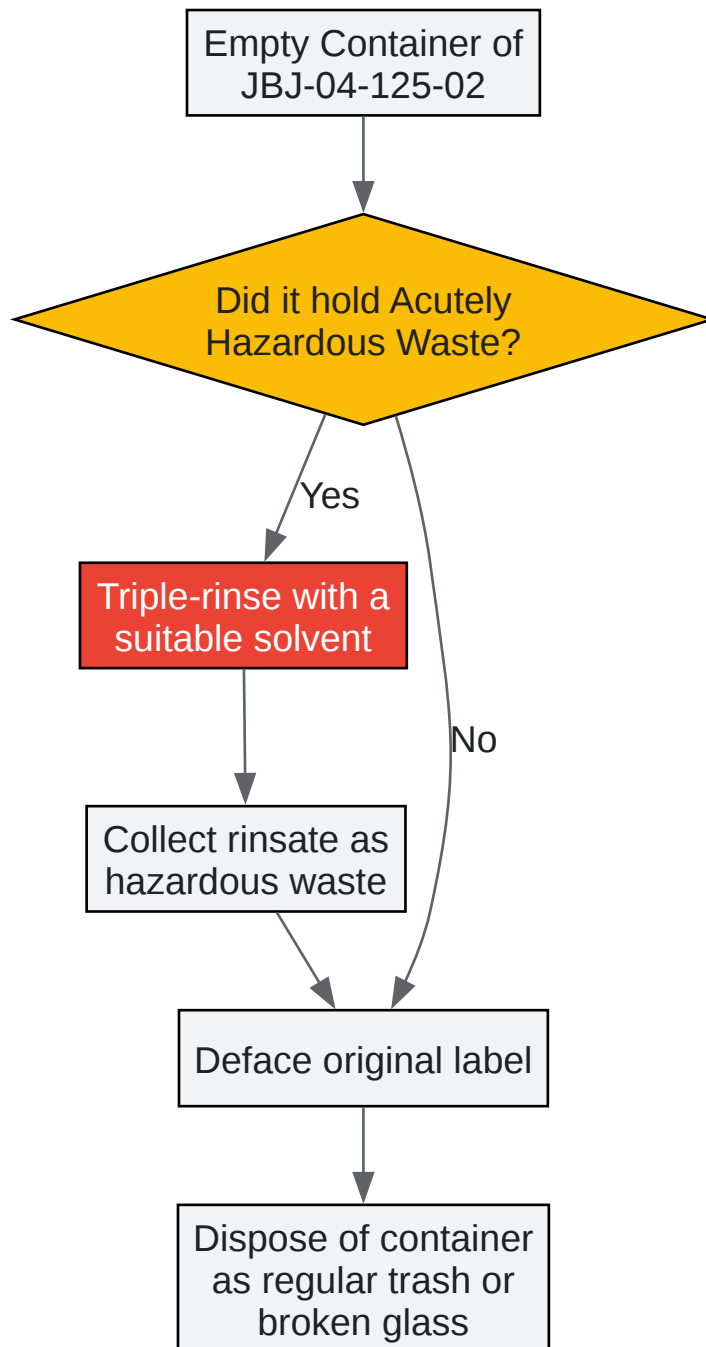 Empty Container of
JBJ-04-125-02
Did it hold Acutely
Hazardous Waste?
Yes
Triple-rinse with a
suitable solvent
No
Collect rinsate as
hazardous waste
Deface original label
Dispose of container
as regular trash or
broken glass